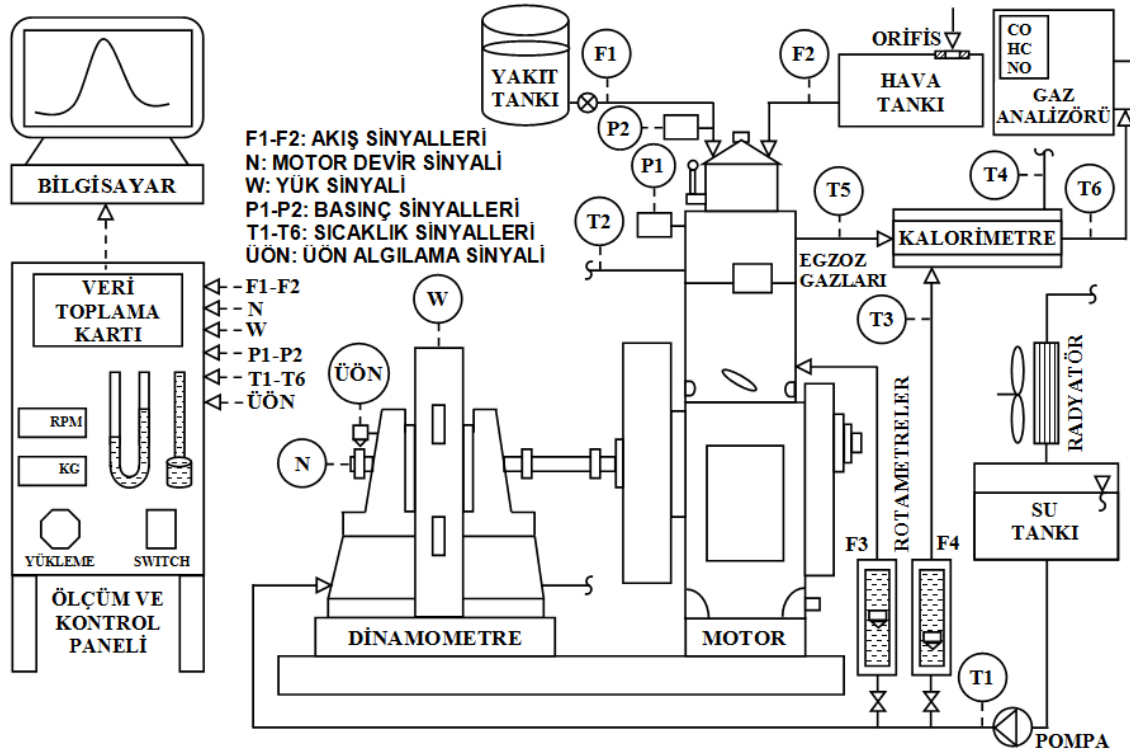 YAKIT
TANKI
F1
F2
ORİFİS
HAVA
TANKI
CO
HC
NO
GAZ
ANALİZÖRÜ
P2
P1
T2
T5
T4
T6
KALORİMETRE
EGZOZ
GAZLARI
T3
BİLGİSAYAR
F1-F2: AKIŞ SİNYALLERİ
N: MOTOR DEVİR SİNYALİ
W: YÜK SİNYALİ
P1-P2: BASINÇ SİNYALLERİ
T1-T6: SICAKLIK SİNYALLERİ
ÜÖN: ÜÖN ALGILAMA SİNYALİ
VERİ
TOPLAMA
KARTI
F1-F2
N
W
P1-P2
T1-T6
ÜÖN
RPM
KG
YÜKLEME
SWITCH
ÖLÇÜM VE
KONTROL
PANELİ
W
ÜÖN
N
DİNAMOMETRE
MOTOR
ROTAMETRELER
F3
F4
RADYATÖR
SU
TANKI
T1
POMPA